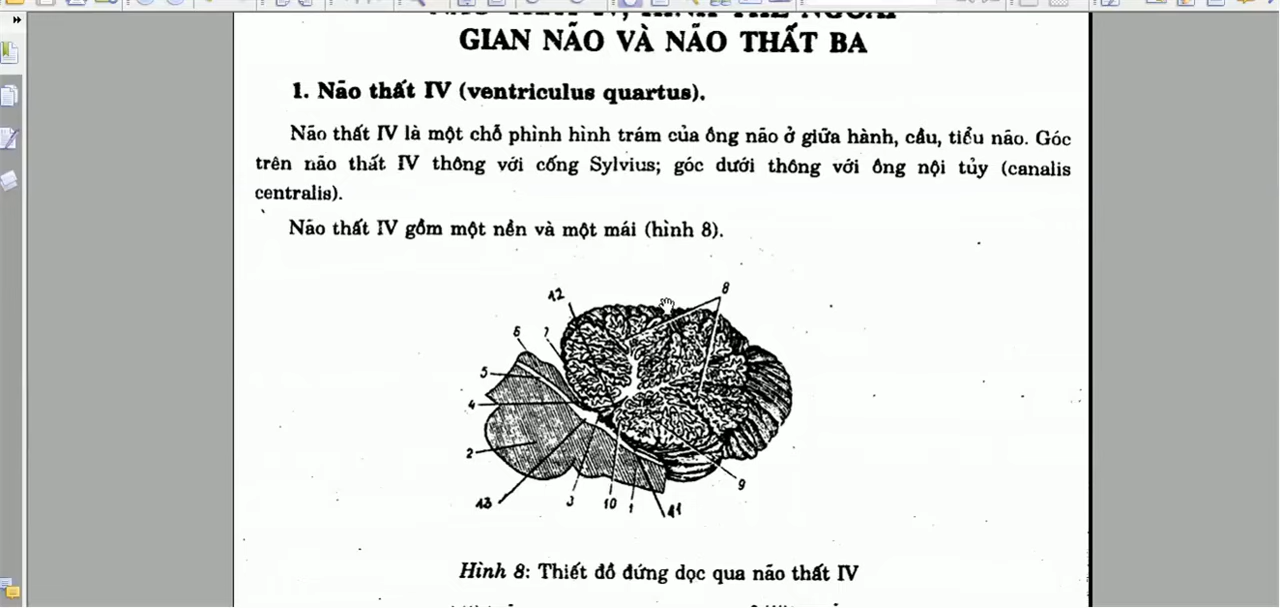 GIAN NÃO VÀ NÃO THẤT BA
1. Não thất IV (ventriculus quartus).
Não thất IV là một chỗ phình hình trám của ông não ở giữa hành, cầu, tiểu não. Góc
trên não thất IV thông với cống Sylvius; góc dưới thông với ông nội tủy (canalis
centralis).
Não thất IV gồm một nền và một mái (hình 8).
12
8
6 7
5
4
2
9
13 3 10 1 11
Hình 8: Thiết đồ đứng dọc qua não thất IV